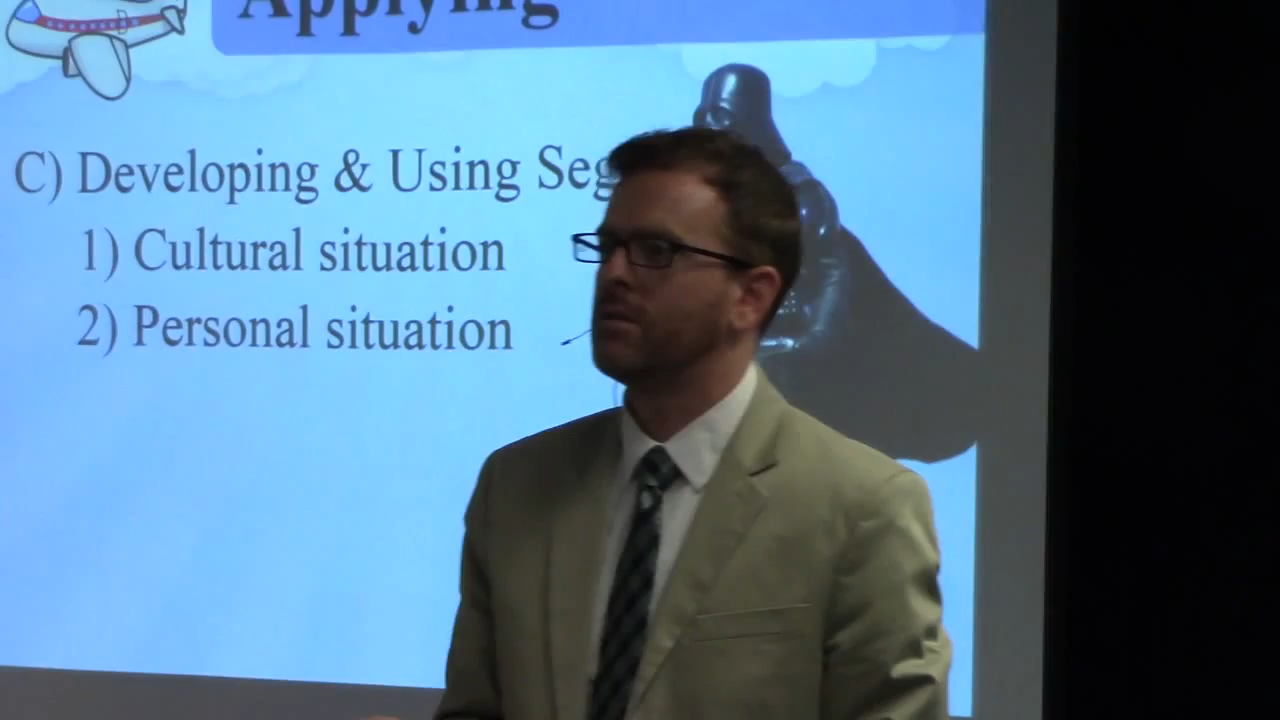 Applying
C) Developing & Using Seg
1) Cultural situation
2) Personal situation